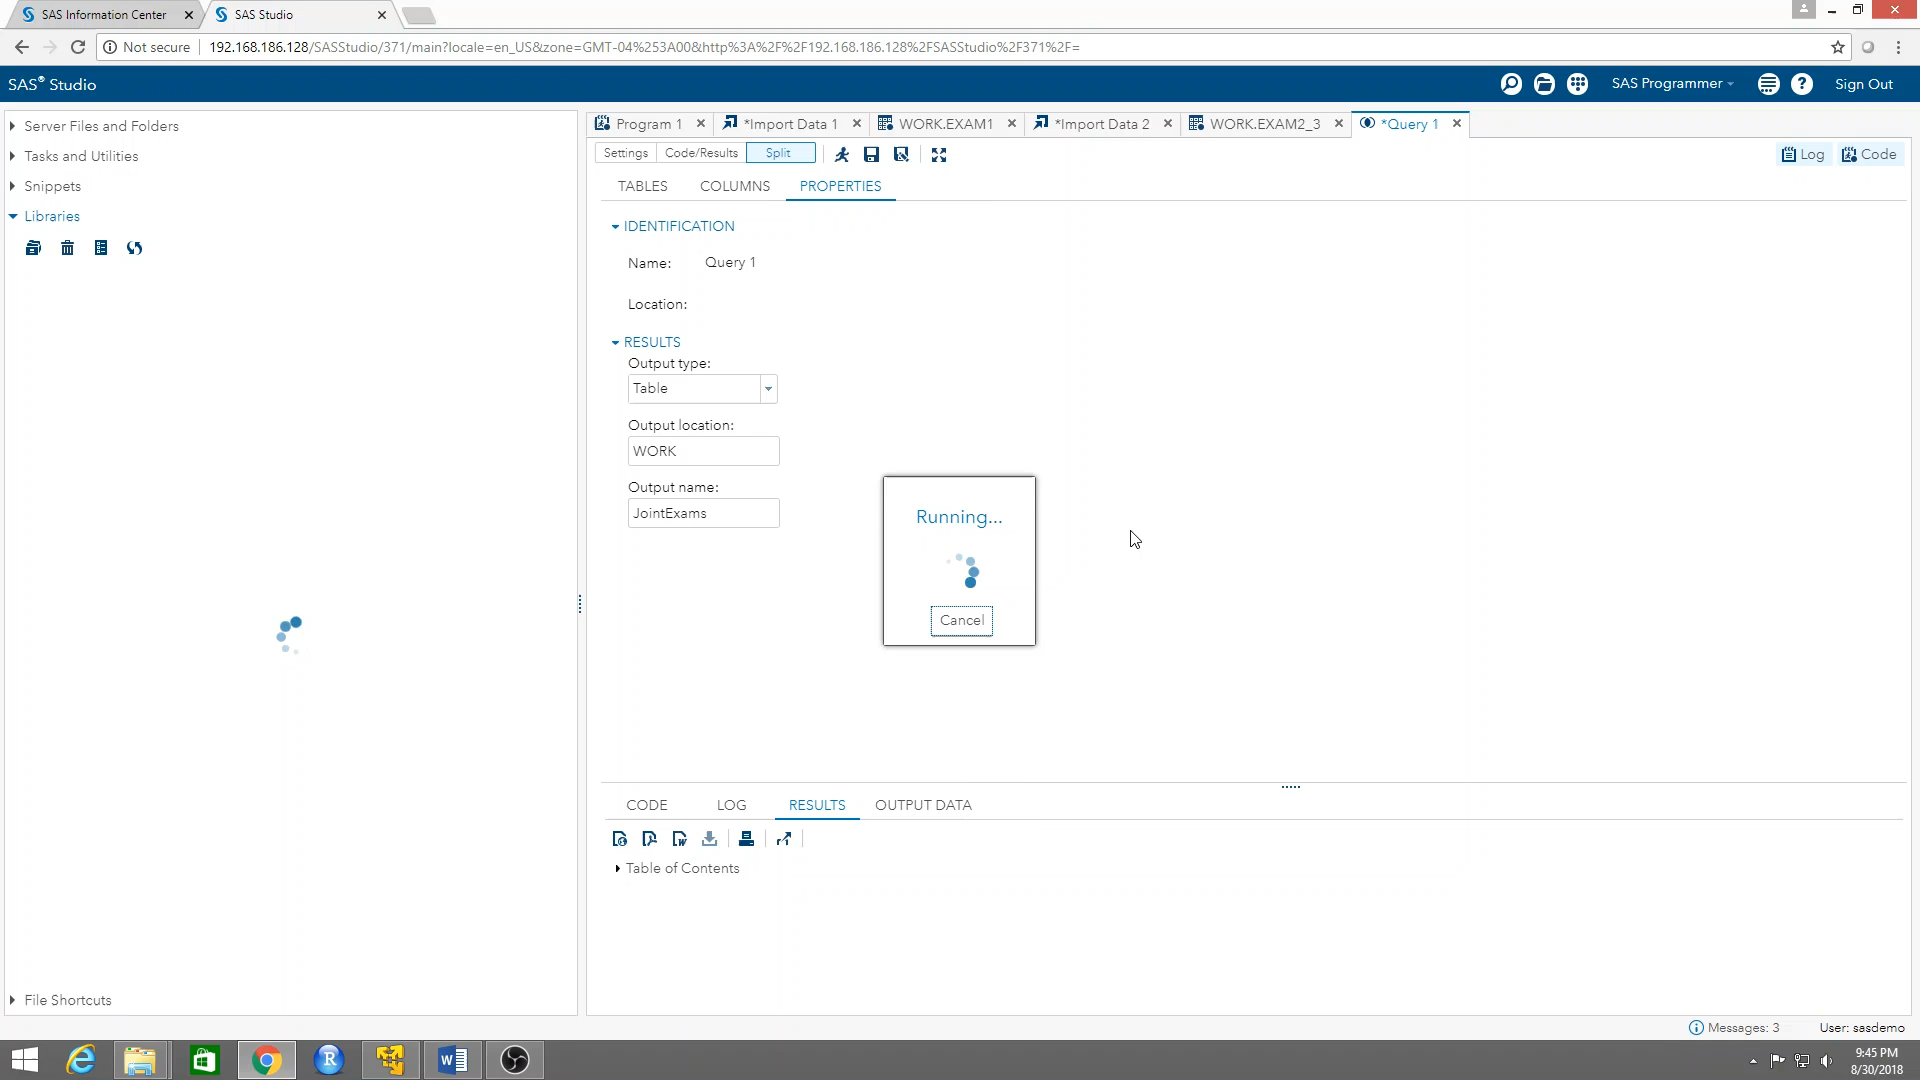 SAS Information Center
SAS Studio
Not secure
192.168.186.128/SASStudio/371/main?locale=en_US&zone=GMT-04%253A00&http%3A%2F%2F192.168.186.128%2FSASStudio%2F371%2F=
SAS® Studio
SAS Programmer
Sign Out
Server Files and Folders
Tasks and Utilities
Snippets
Libraries
File Shortcuts
Program 1
*Import Data 1
WORK.EXAM1
*Import Data 2
WORK.EXAM2_3
*Query 1
Settings
Code/Results
Split
Log
Code
TABLES
COLUMNS
PROPERTIES
IDENTIFICATION
Name: Query 1
Location:
RESULTS
Output type:
Table
Output location:
WORK
Output name:
JointExams
Running...
Cancel
CODE
LOG
RESULTS
OUTPUT DATA
Table of Contents
Messages: 3
User: sasdemo
9:45 PM
8/30/2018